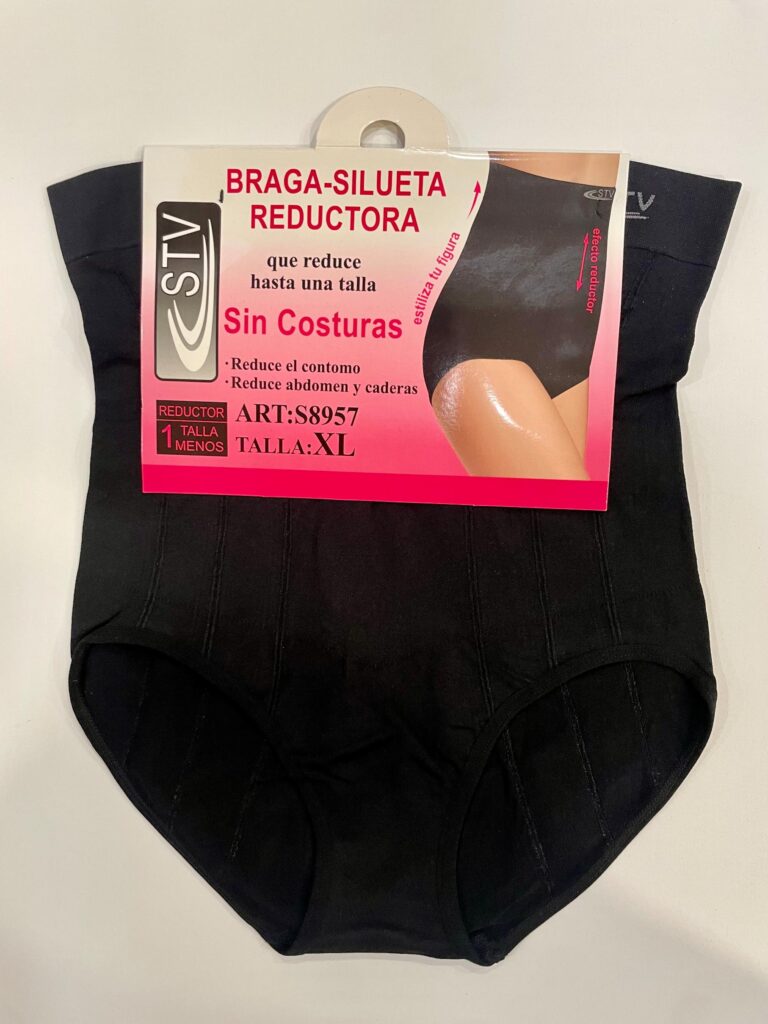 BRAGA-SILUETA
REDUCTORA
que reduce
hasta una talla
Sin Costuras
·Reduce el contomo
·Reduce abdomen y caderas
REDUCTOR
1 TALLA
MENOS
ART:S8957
TALLA:XL
STV
estiliza tu figura
efecto reductor
STV
TV